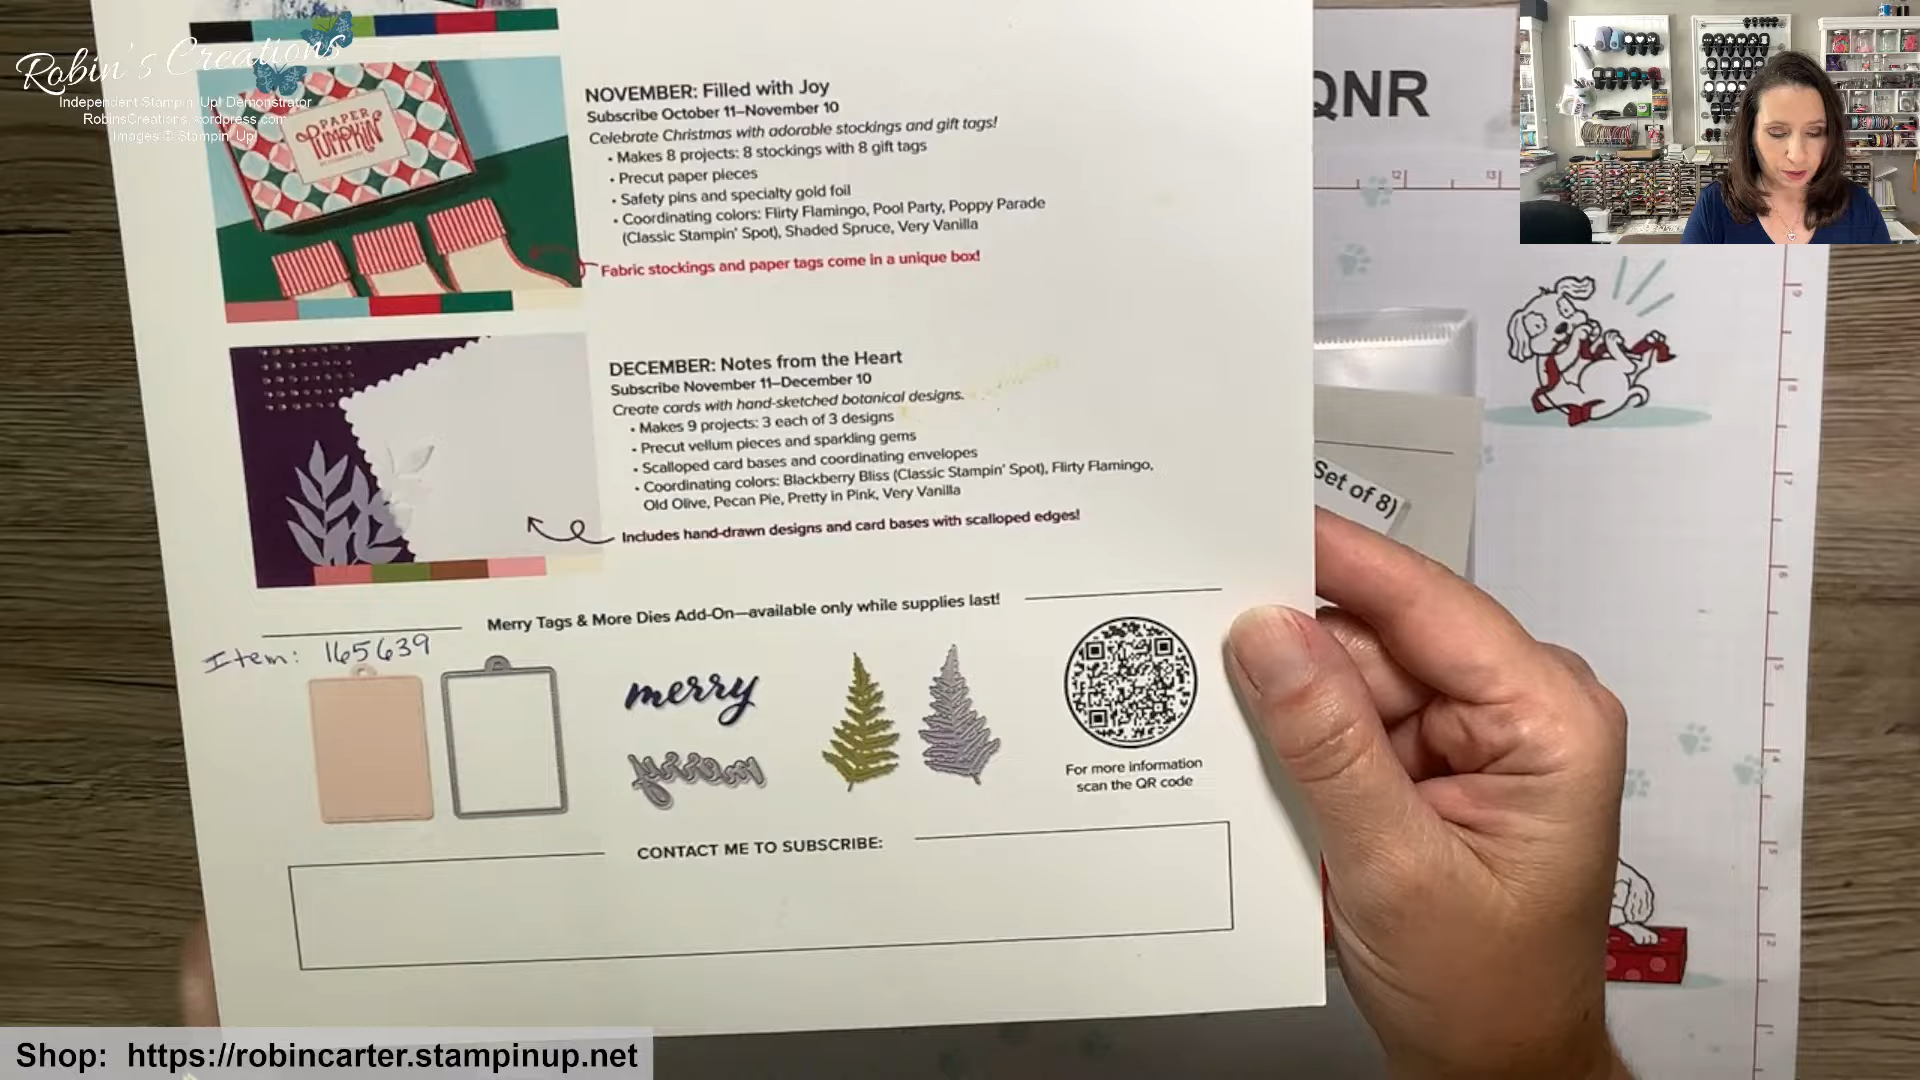 Robin's Creations
Independent Stampin' Up! Demonstrator
RobinsCreations.wordpress.com
Images © Stampin' Up!
PAPER
PUMPKIN
NOVEMBER: Filled with Joy
Subscribe October 11–November 10
Celebrate Christmas with adorable stockings and gift tags!
• Makes 8 projects: 8 stockings with 8 gift tags
• Precut paper pieces
• Safety pins and specialty gold foil
• Coordinating colors: Flirty Flamingo, Pool Party, Poppy Parade
(Classic Stampin' Spot), Shaded Spruce, Very Vanilla
Fabric stockings and paper tags come in a unique box!
DECEMBER: Notes from the Heart
Subscribe November 11–December 10
Create cards with hand-sketched botanical designs.
• Makes 9 projects: 3 each of 3 designs
• Precut vellum pieces and sparkling gems
• Scalloped card bases and coordinating envelopes
• Coordinating colors: Blackberry Bliss (Classic Stampin' Spot), Flirty Flamingo,
Old Olive, Pecan Pie, Pretty in Pink, Very Vanilla
Includes hand-drawn designs and card bases with scalloped edges!
Merry Tags & More Dies Add-On—available only while supplies last!
Item: 165639
merry
merry
For more information
scan the QR code
CONTACT ME TO SUBSCRIBE:
QNR
12
13
Set of 8)
Shop: https://robincarter.stampinup.net